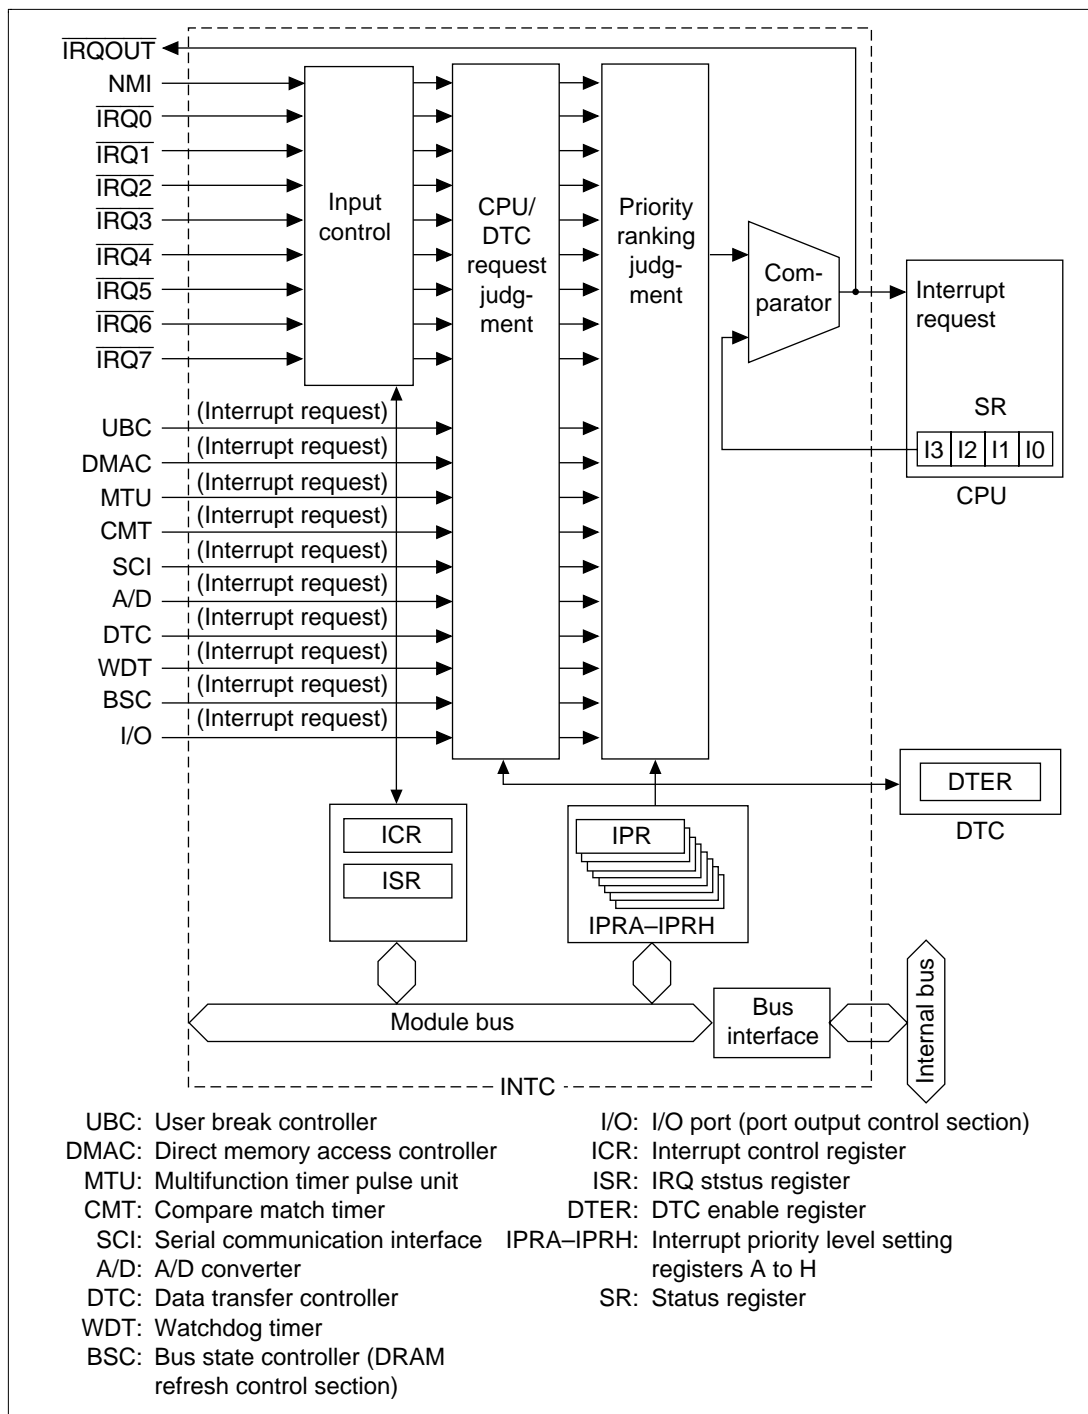 IRQOUT
NMI
IRQ0
IRQ1
IRQ2
IRQ3
IRQ4
IRQ5
IRQ6
IRQ7
Input
control
CPU/
DTC
request
judg-
ment
Priority
ranking
judg-
ment
Com-
parator
Interrupt
request
SR
I3 I2 I1 I0
CPU
UBC (Interrupt request)
DMAC (Interrupt request)
MTU (Interrupt request)
CMT (Interrupt request)
SCI (Interrupt request)
A/D (Interrupt request)
DTC (Interrupt request)
WDT (Interrupt request)
BSC (Interrupt request)
I/O (Interrupt request)
DTER
DTC
ICR
ISR
IPR
IPRA–IPRH
Module bus
Bus
interface
Internal bus
INTC
UBC: User break controller
DMAC: Direct memory access controller
MTU: Multifunction timer pulse unit
CMT: Compare match timer
SCI: Serial communication interface
A/D: A/D converter
DTC: Data transfer controller
WDT: Watchdog timer
BSC: Bus state controller (DRAM
refresh control section)
I/O: I/O port (port output control section)
ICR: Interrupt control register
ISR: IRQ ststus register
DTER: DTC enable register
IPRA–IPRH: Interrupt priority level setting
registers A to H
SR: Status register